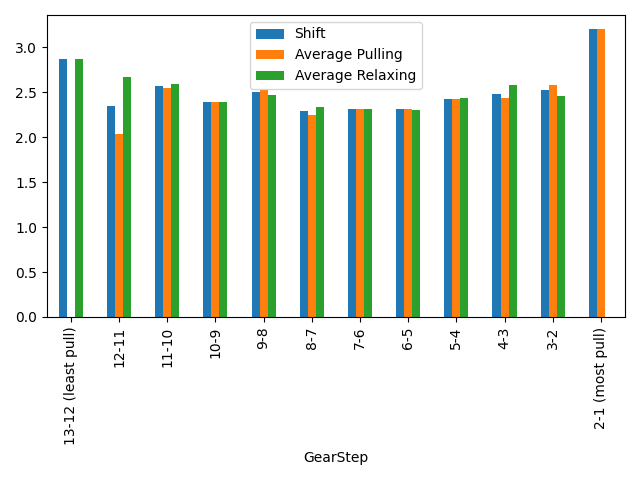 Shift
Average Pulling
Average Relaxing
3.0
2.5
2.0
1.5
1.0
0.5
0.0
13-12 (least pull)
12-11
11-10
10-9
9-8
8-7
7-6
6-5
5-4
4-3
3-2
2-1 (most pull)
GearStep